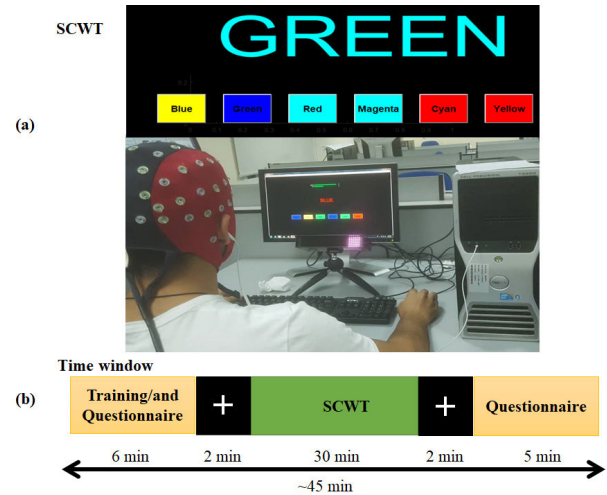 SCWT
GREEN
Blue Green Red Magenta Cyan Yellow
(a)
BLUE
Time window
(b)
Training/and
Questionnaire
+
SCWT
+
Questionnaire
6 min 2 min 30 min 2 min 5 min
~45 min